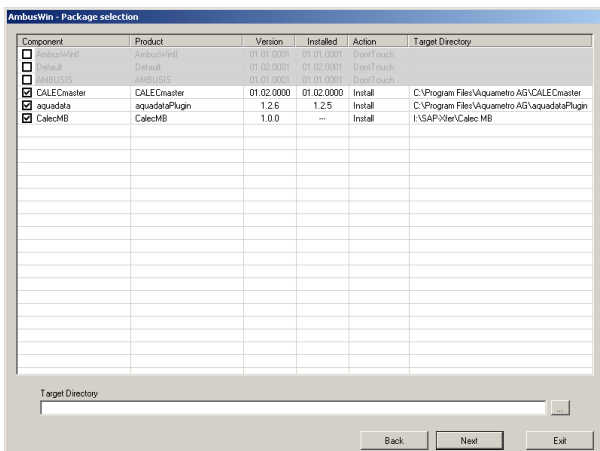 AmbusWin - Package selection
Component Product Version Installed Action Target Directory
AmbusWinII AmbusWinII 01.01.0001 01.01.0001 DontTouch
Default Default 01.02.0001 01.02.0001 DontTouch
AMBUSIS AMBUSIS 01.01.0001 01.01.0001 DontTouch
CALECmaster CALECmaster 01.02.0000 01.02.0000 Install C:\Program Files\Aquametro AG\CALECmaster
aquadata aquadataPlugin 1.2.6 1.2.5 Install C:\Program Files\Aquametro AG\aquadataPlugin
CalecMB CalecMB 1.0.0 --- Install I:\SAP-Xfer\Calec MB
Target Directory
...
Back Next Exit